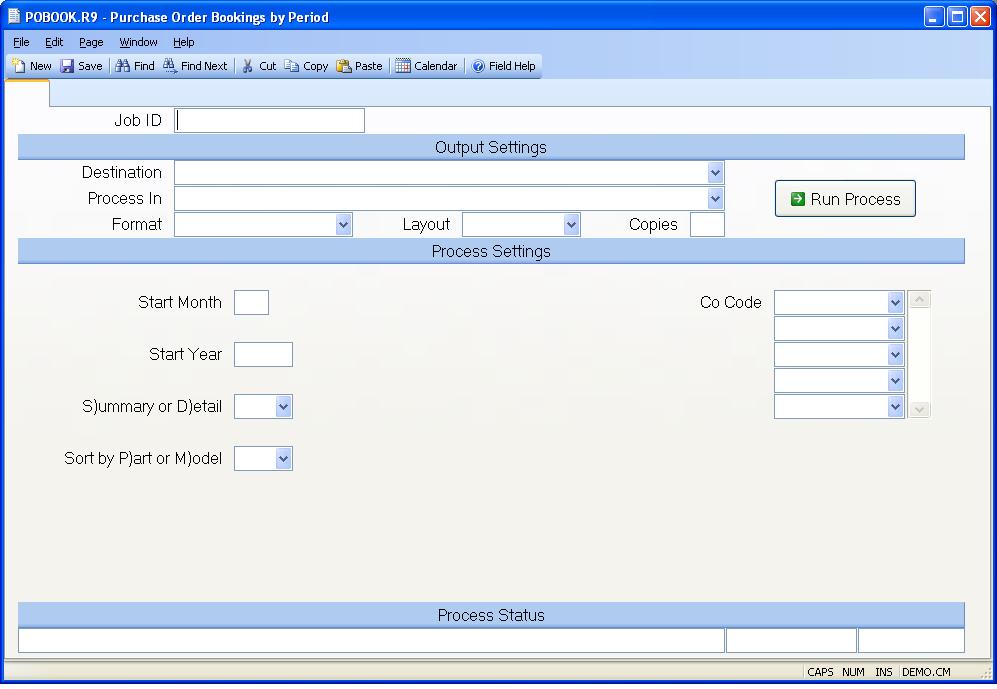 POBOOK.R9 - Purchase Order Bookings by Period
File Edit Page Window Help
New Save Find Find Next Cut Copy Paste Calendar Field Help
Job ID
Output Settings
Destination
Process In
Run Process
Format Layout Copies
Process Settings
Start Month Co Code
Start Year
S)ummary or D)etail
Sort by P)art or M)odel
Process Status
CAPS NUM INS DEMO.CM